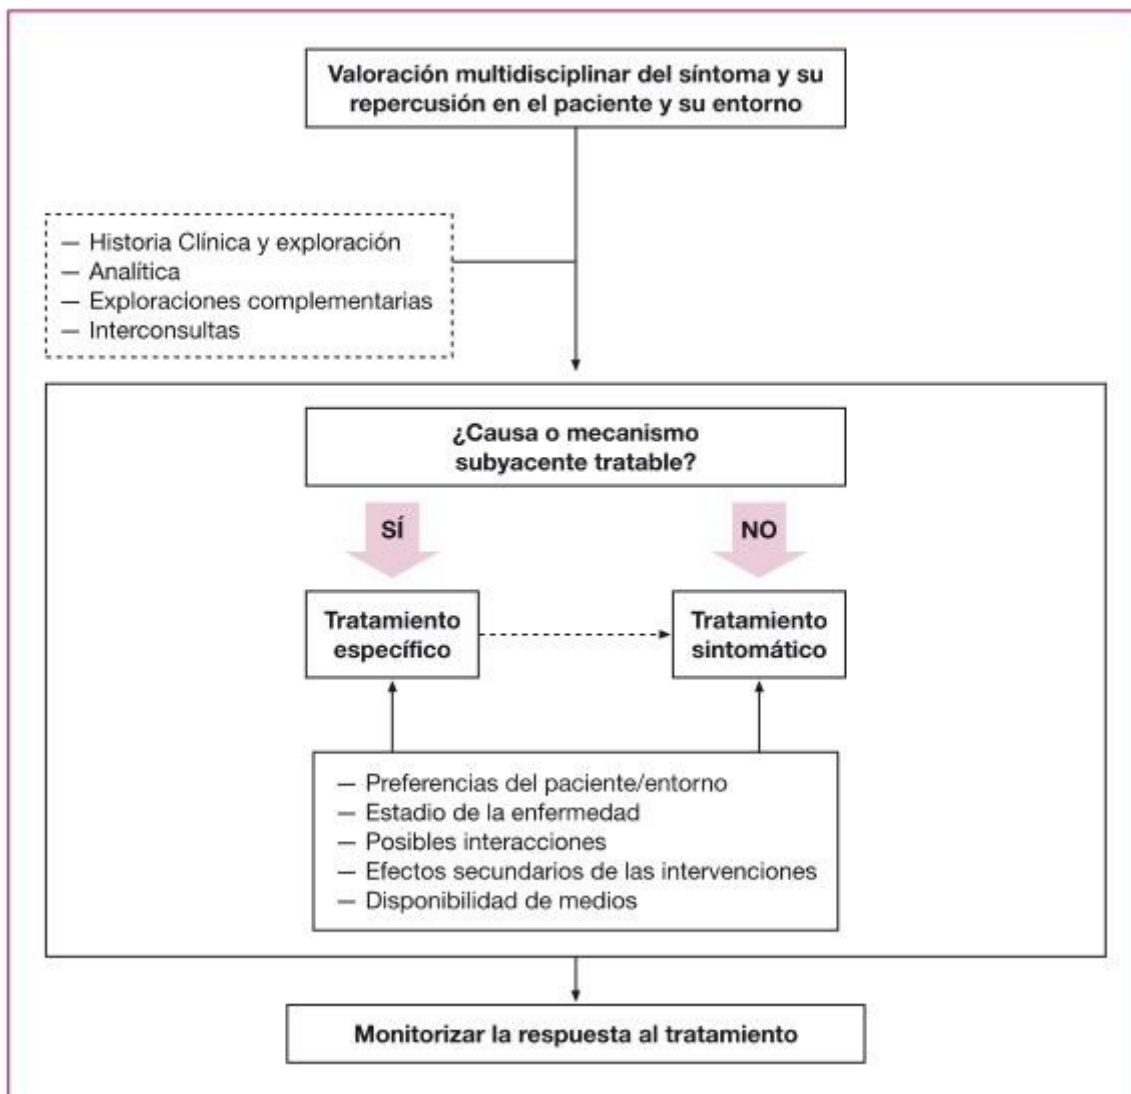 Valoración multidisciplinar del síntoma y su
repercusión en el paciente y su entorno
— Historia Clínica y exploración
— Analítica
— Exploraciones complementarias
— Interconsultas
¿Causa o mecanismo
subyacente tratable?
SÍ
NO
Tratamiento
específico
Tratamiento
sintomático
— Preferencias del paciente/entorno
— Estadio de la enfermedad
— Posibles interacciones
— Efectos secundarios de las intervenciones
— Disponibilidad de medios
Monitorizar la respuesta al tratamiento